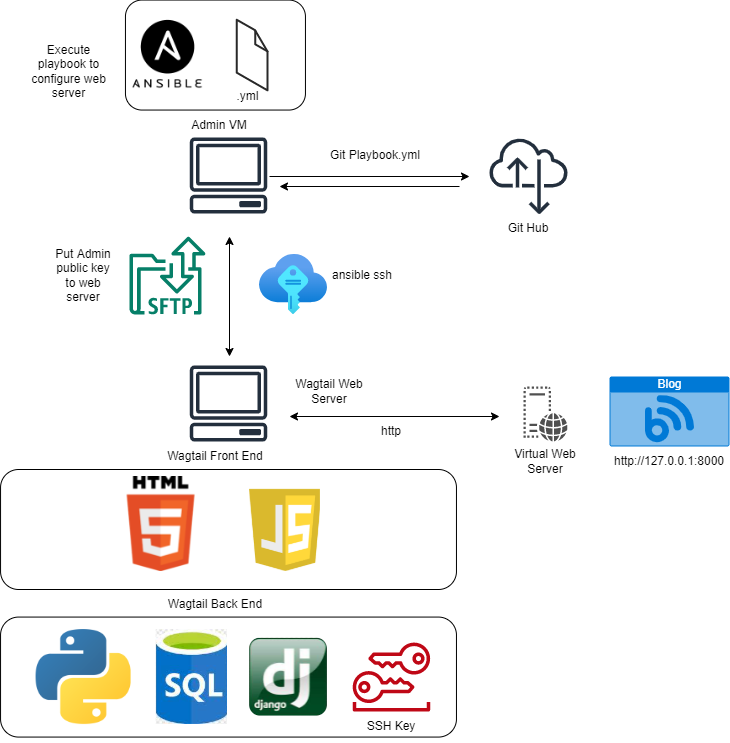 Execute
playbook to
configure web
server
ANSIBLE
.yml
Admin VM
Git Playbook.yml
Git Hub
Put Admin
public key
to web
server
SFTP
ansible ssh
Wagtail Web
Server
http
Virtual Web
Server
Blog
b
http://127.0.0.1:8000
Wagtail Front End
HTML
5
JS
Wagtail Back End
SQL
dj
django
SSH Key